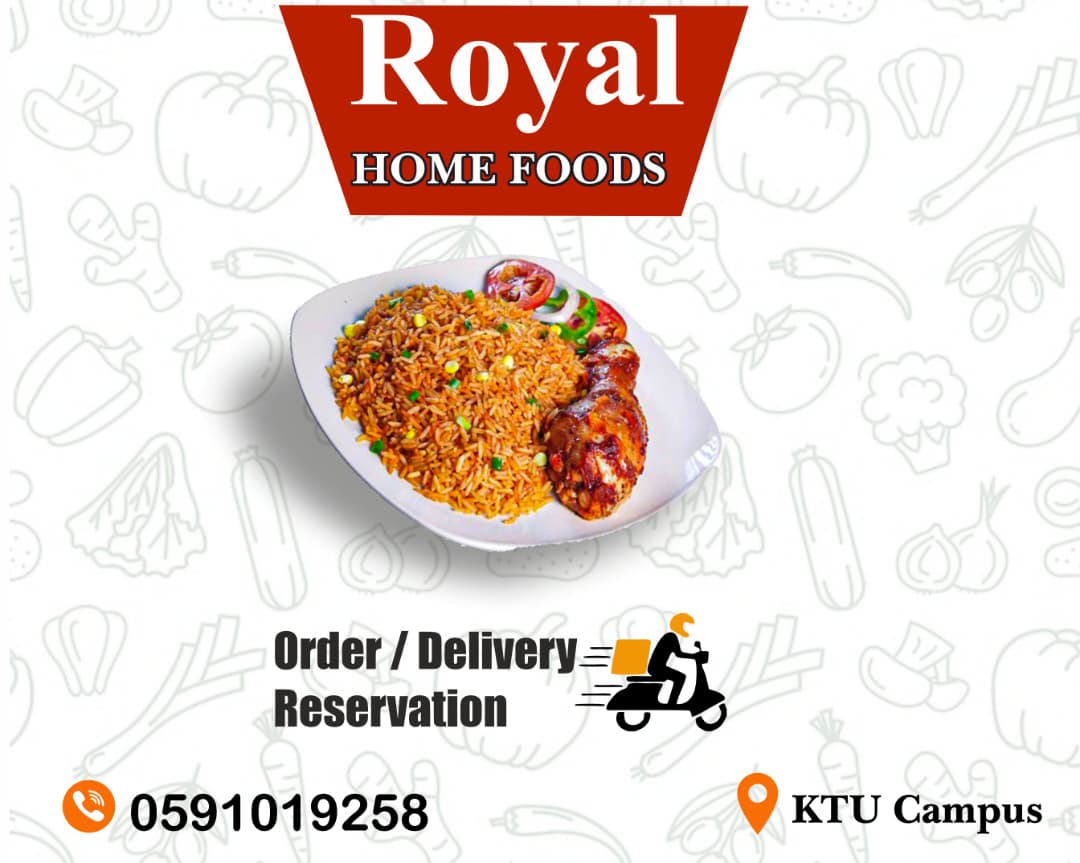 Royal
HOME FOODS
Order / Delivery
Reservation
0591019258
KTU Campus